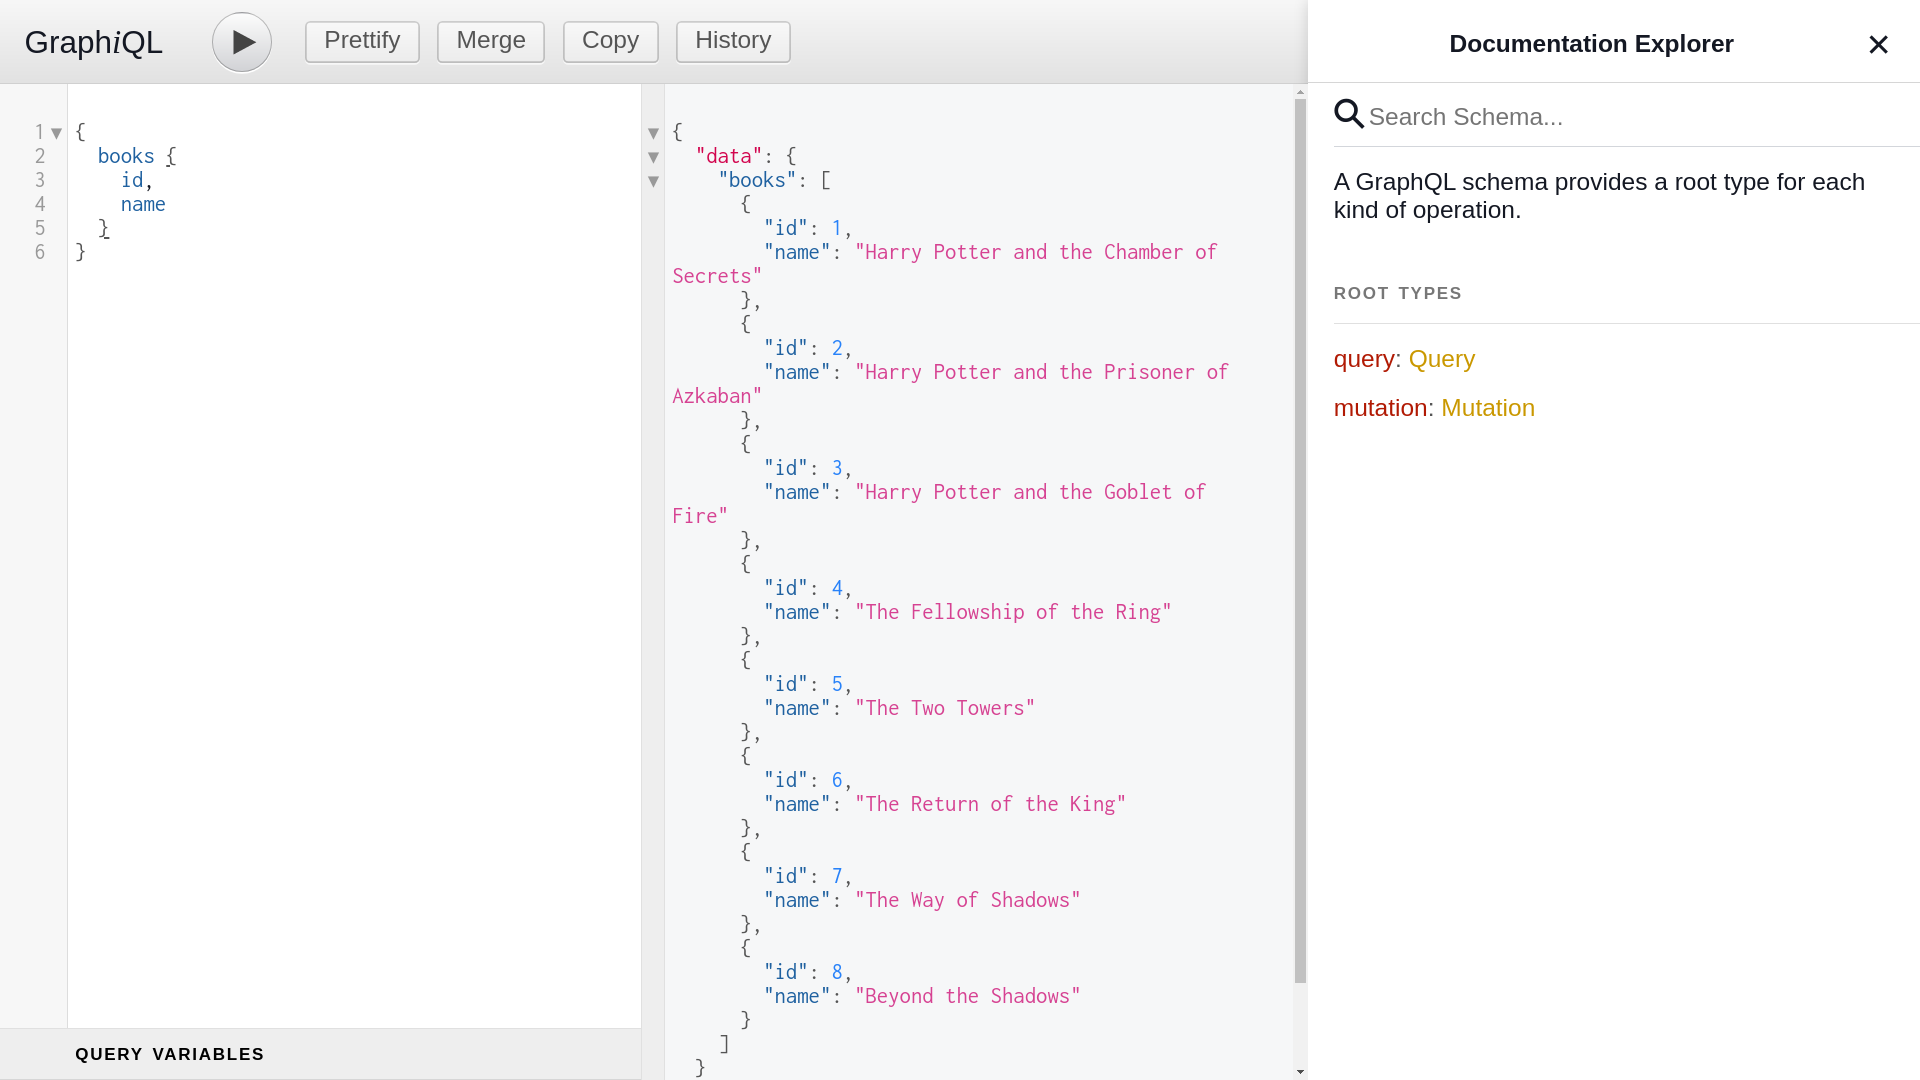 GraphiQL
Prettify
Merge
Copy
History
1 {
2   books {
3     id,
4     name
5   }
6 }
QUERY VARIABLES
{
  "data": {
    "books": [
      {
        "id": 1,
        "name": "Harry Potter and the Chamber of
Secrets"
      },
      {
        "id": 2,
        "name": "Harry Potter and the Prisoner of
Azkaban"
      },
      {
        "id": 3,
        "name": "Harry Potter and the Goblet of
Fire"
      },
      {
        "id": 4,
        "name": "The Fellowship of the Ring"
      },
      {
        "id": 5,
        "name": "The Two Towers"
      },
      {
        "id": 6,
        "name": "The Return of the King"
      },
      {
        "id": 7,
        "name": "The Way of Shadows"
      },
      {
        "id": 8,
        "name": "Beyond the Shadows"
      }
    ]
  }
Documentation Explorer
Search Schema...
A GraphQL schema provides a root type for each
kind of operation.
ROOT TYPES
query: Query
mutation: Mutation